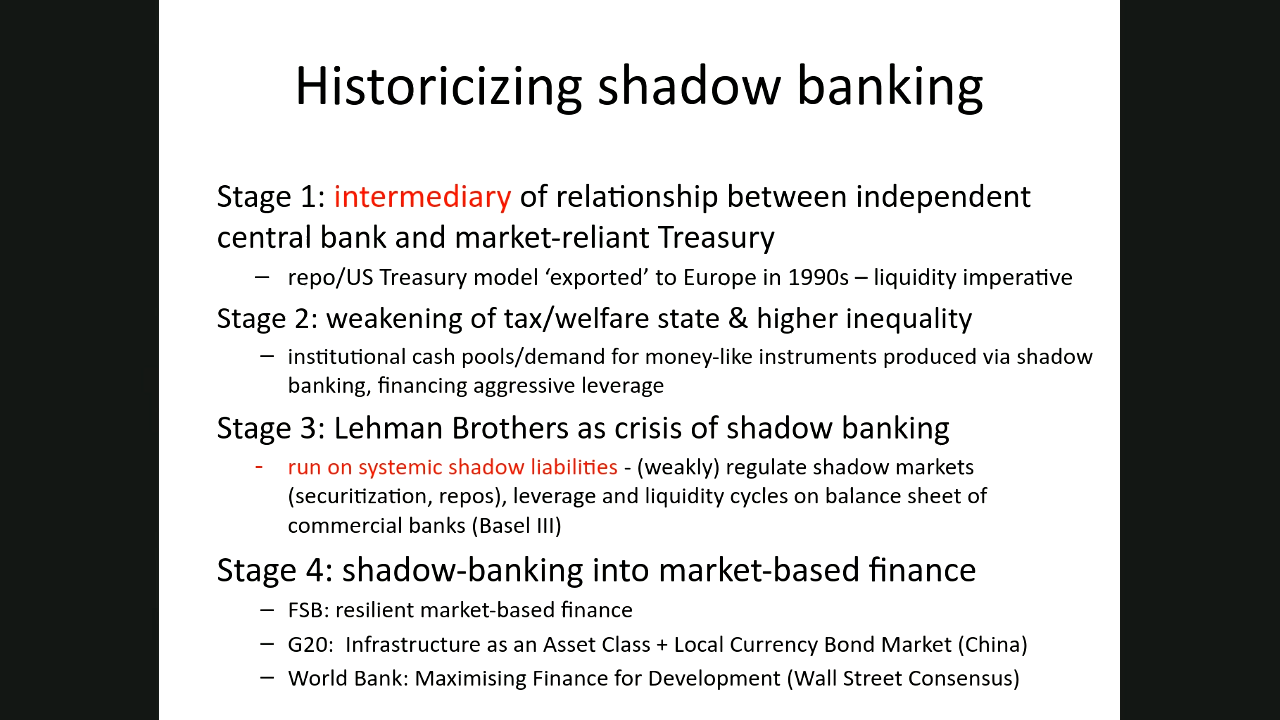 Historicizing shadow banking
Stage 1: intermediary of relationship between independent
central bank and market-reliant Treasury
– repo/US Treasury model ‘exported’ to Europe in 1990s – liquidity imperative
Stage 2: weakening of tax/welfare state & higher inequality
– institutional cash pools/demand for money-like instruments produced via shadow
banking, financing aggressive leverage
Stage 3: Lehman Brothers as crisis of shadow banking
- run on systemic shadow liabilities - (weakly) regulate shadow markets
(securitization, repos), leverage and liquidity cycles on balance sheet of
commercial banks (Basel III)
Stage 4: shadow-banking into market-based finance
– FSB: resilient market-based finance
– G20:  Infrastructure as an Asset Class + Local Currency Bond Market (China)
– World Bank: Maximising Finance for Development (Wall Street Consensus)